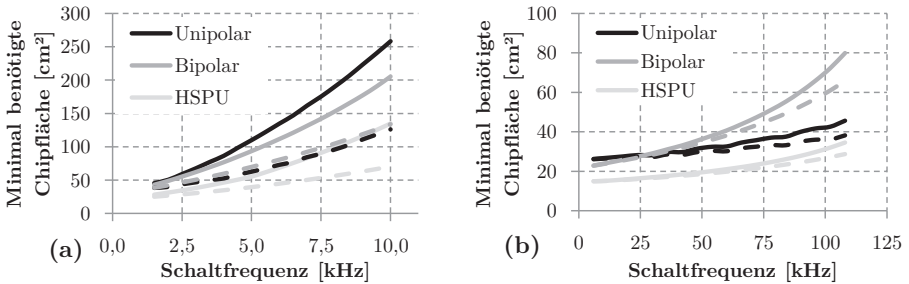 Minimal benötigte
Chipfläche [cm²]
300
250
200
150
100
50
0
Unipolar
Bipolar
HSPU
0,0
2,5
5,0
7,5
10,0
(a)
Schaltfrequenz [kHz]
Minimal benötigte
Chipfläche [cm²]
100
80
60
40
20
0
Unipolar
Bipolar
HSPU
0
25
50
75
100
125
(b)
Schaltfrequenz [kHz]